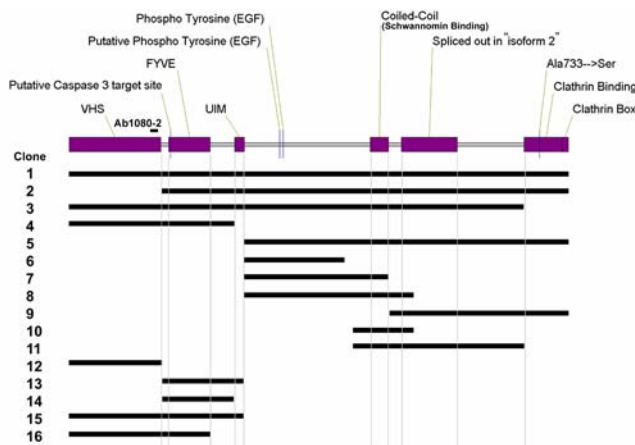 Phospho Tyrosine (EGF)
Putative Phospho Tyrosine (EGF)
Coiled-Coil
(Schwannomin Binding)
Spliced out in "isoform 2"
FYVE
Ala733-->Ser
Putative Caspase 3 target site
Clathrin Binding
VHS
Ab1080-2
UIM
Clathrin Box
Clone
1
2
3
4
5
6
7
8
9
10
11
12
13
14
15
16